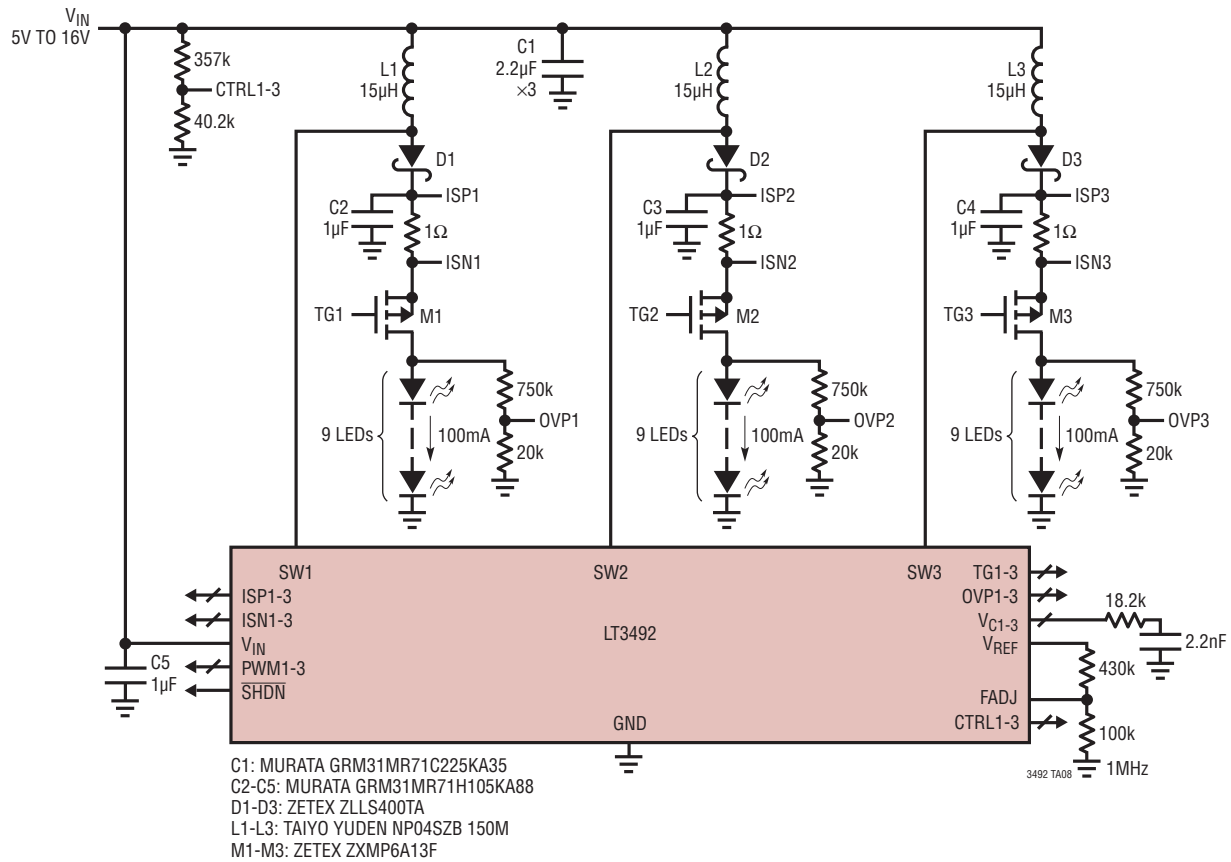 VIN
5V TO 16V
357k
CTRL1-3
40.2k
L1
15µH
C1
2.2µF
×3
L2
15µH
L3
15µH
D1
D2
D3
ISP1
ISP2
ISP3
C2
1µF
1Ω
C3
1µF
1Ω
C4
1µF
1Ω
ISN1
ISN2
ISN3
TG1
M1
TG2
M2
TG3
M3
750k
750k
750k
OVP1
OVP2
OVP3
9 LEDs
100mA
9 LEDs
100mA
9 LEDs
100mA
20k
20k
20k
SW1
SW2
SW3
TG1-3
ISP1-3
OVP1-3
ISN1-3
LT3492
VC1-3
18.2k
2.2nF
VIN
VREF
C5
1µF
PWM1-3
430k
SHDN
FADJ
GND
CTRL1-3
100k
1MHz
3492 TA08
C1: MURATA GRM31MR71C225KA35
C2-C5: MURATA GRM31MR71H105KA88
D1-D3: ZETEX ZLLS400TA
L1-L3: TAIYO YUDEN NP04SZB 150M
M1-M3: ZETEX ZXMP6A13F